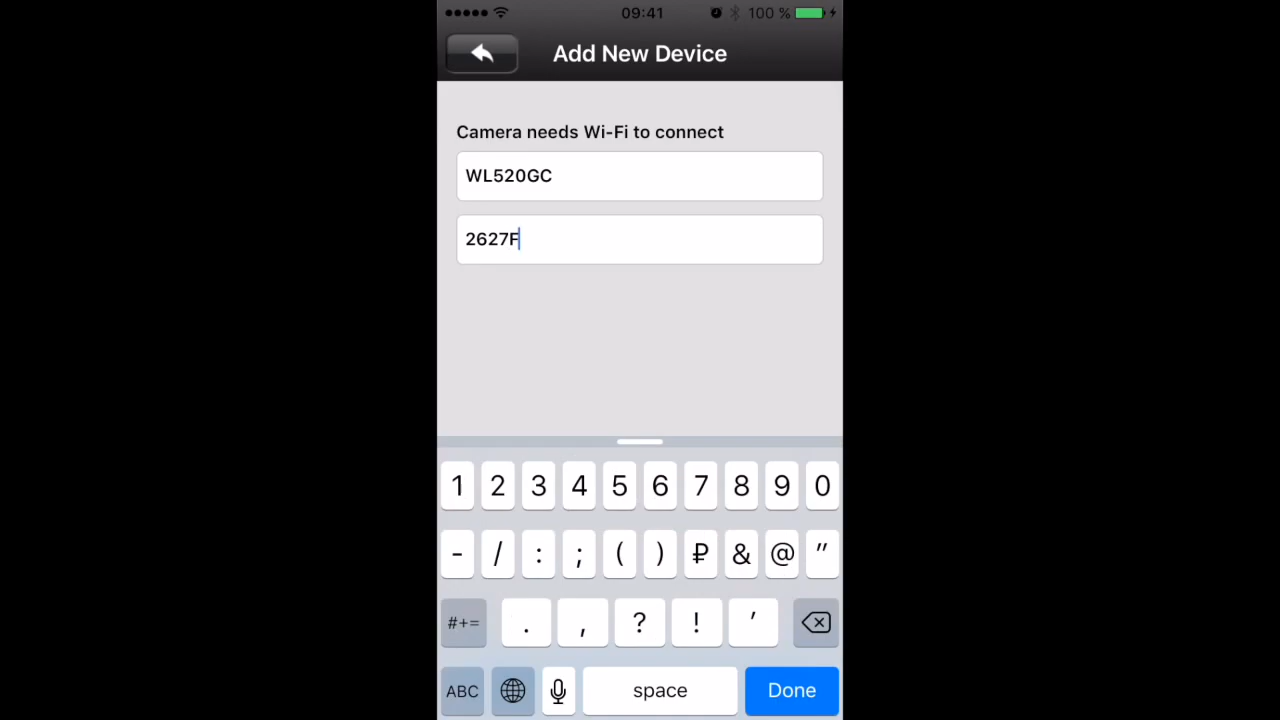 09:41
100 %
Add New Device
Camera needs Wi-Fi to connect
WL520GC
2627F
1 2 3 4 5 6 7 8 9 0
- / : ; ( ) ₽ & @ "
#+= . , ? ! '
ABC space Done